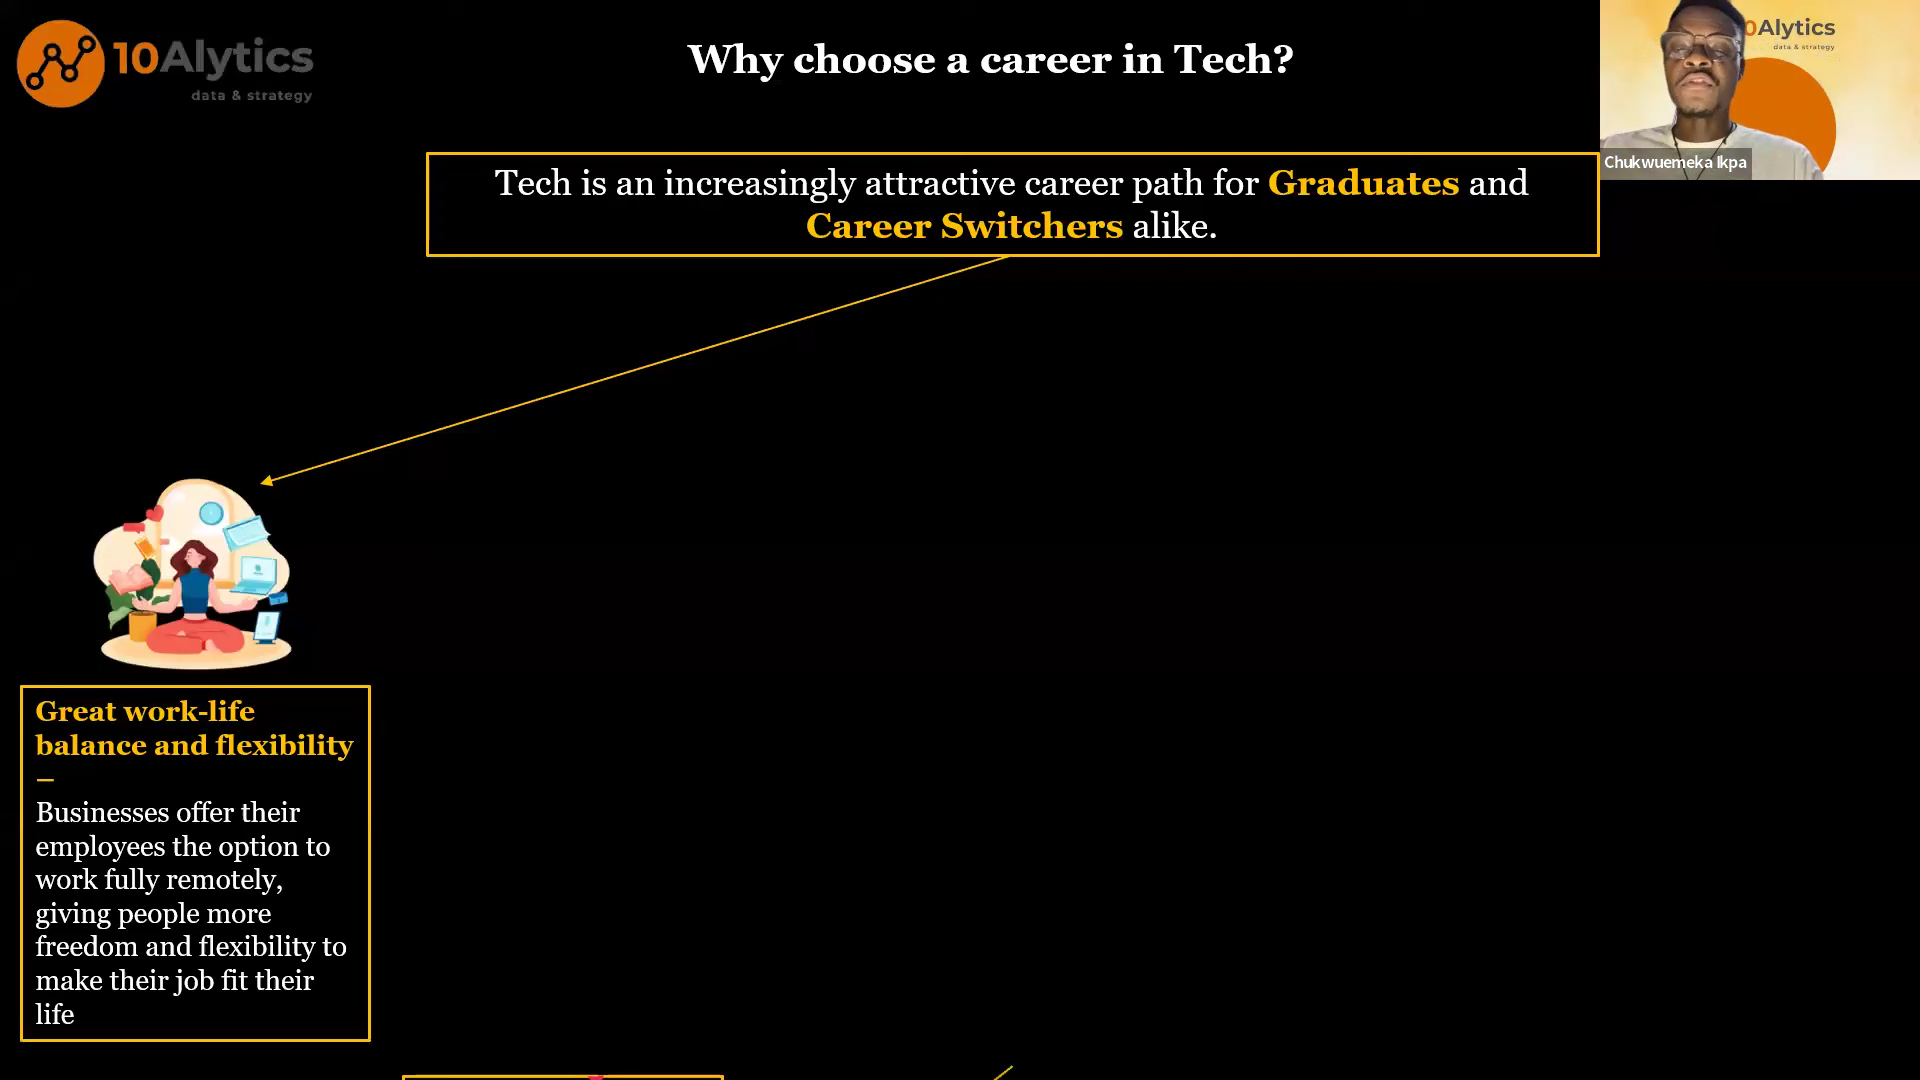 10Alytics
data & strategy
Why choose a career in Tech?
0Alytics
data & strategy
Chukwuemeka Ikpa
Tech is an increasingly attractive career path for Graduates and
Career Switchers alike.
Great work-life
balance and flexibility
–
Businesses offer their
employees the option to
work fully remotely,
giving people more
freedom and flexibility to
make their job fit their
life